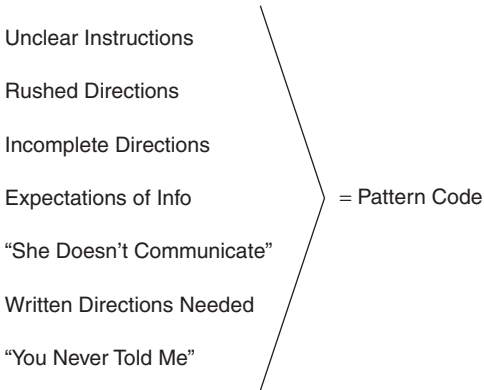 Unclear Instructions
Rushed Directions
Incomplete Directions
Expectations of Info
= Pattern Code
“She Doesn’t Communicate”
Written Directions Needed
“You Never Told Me”